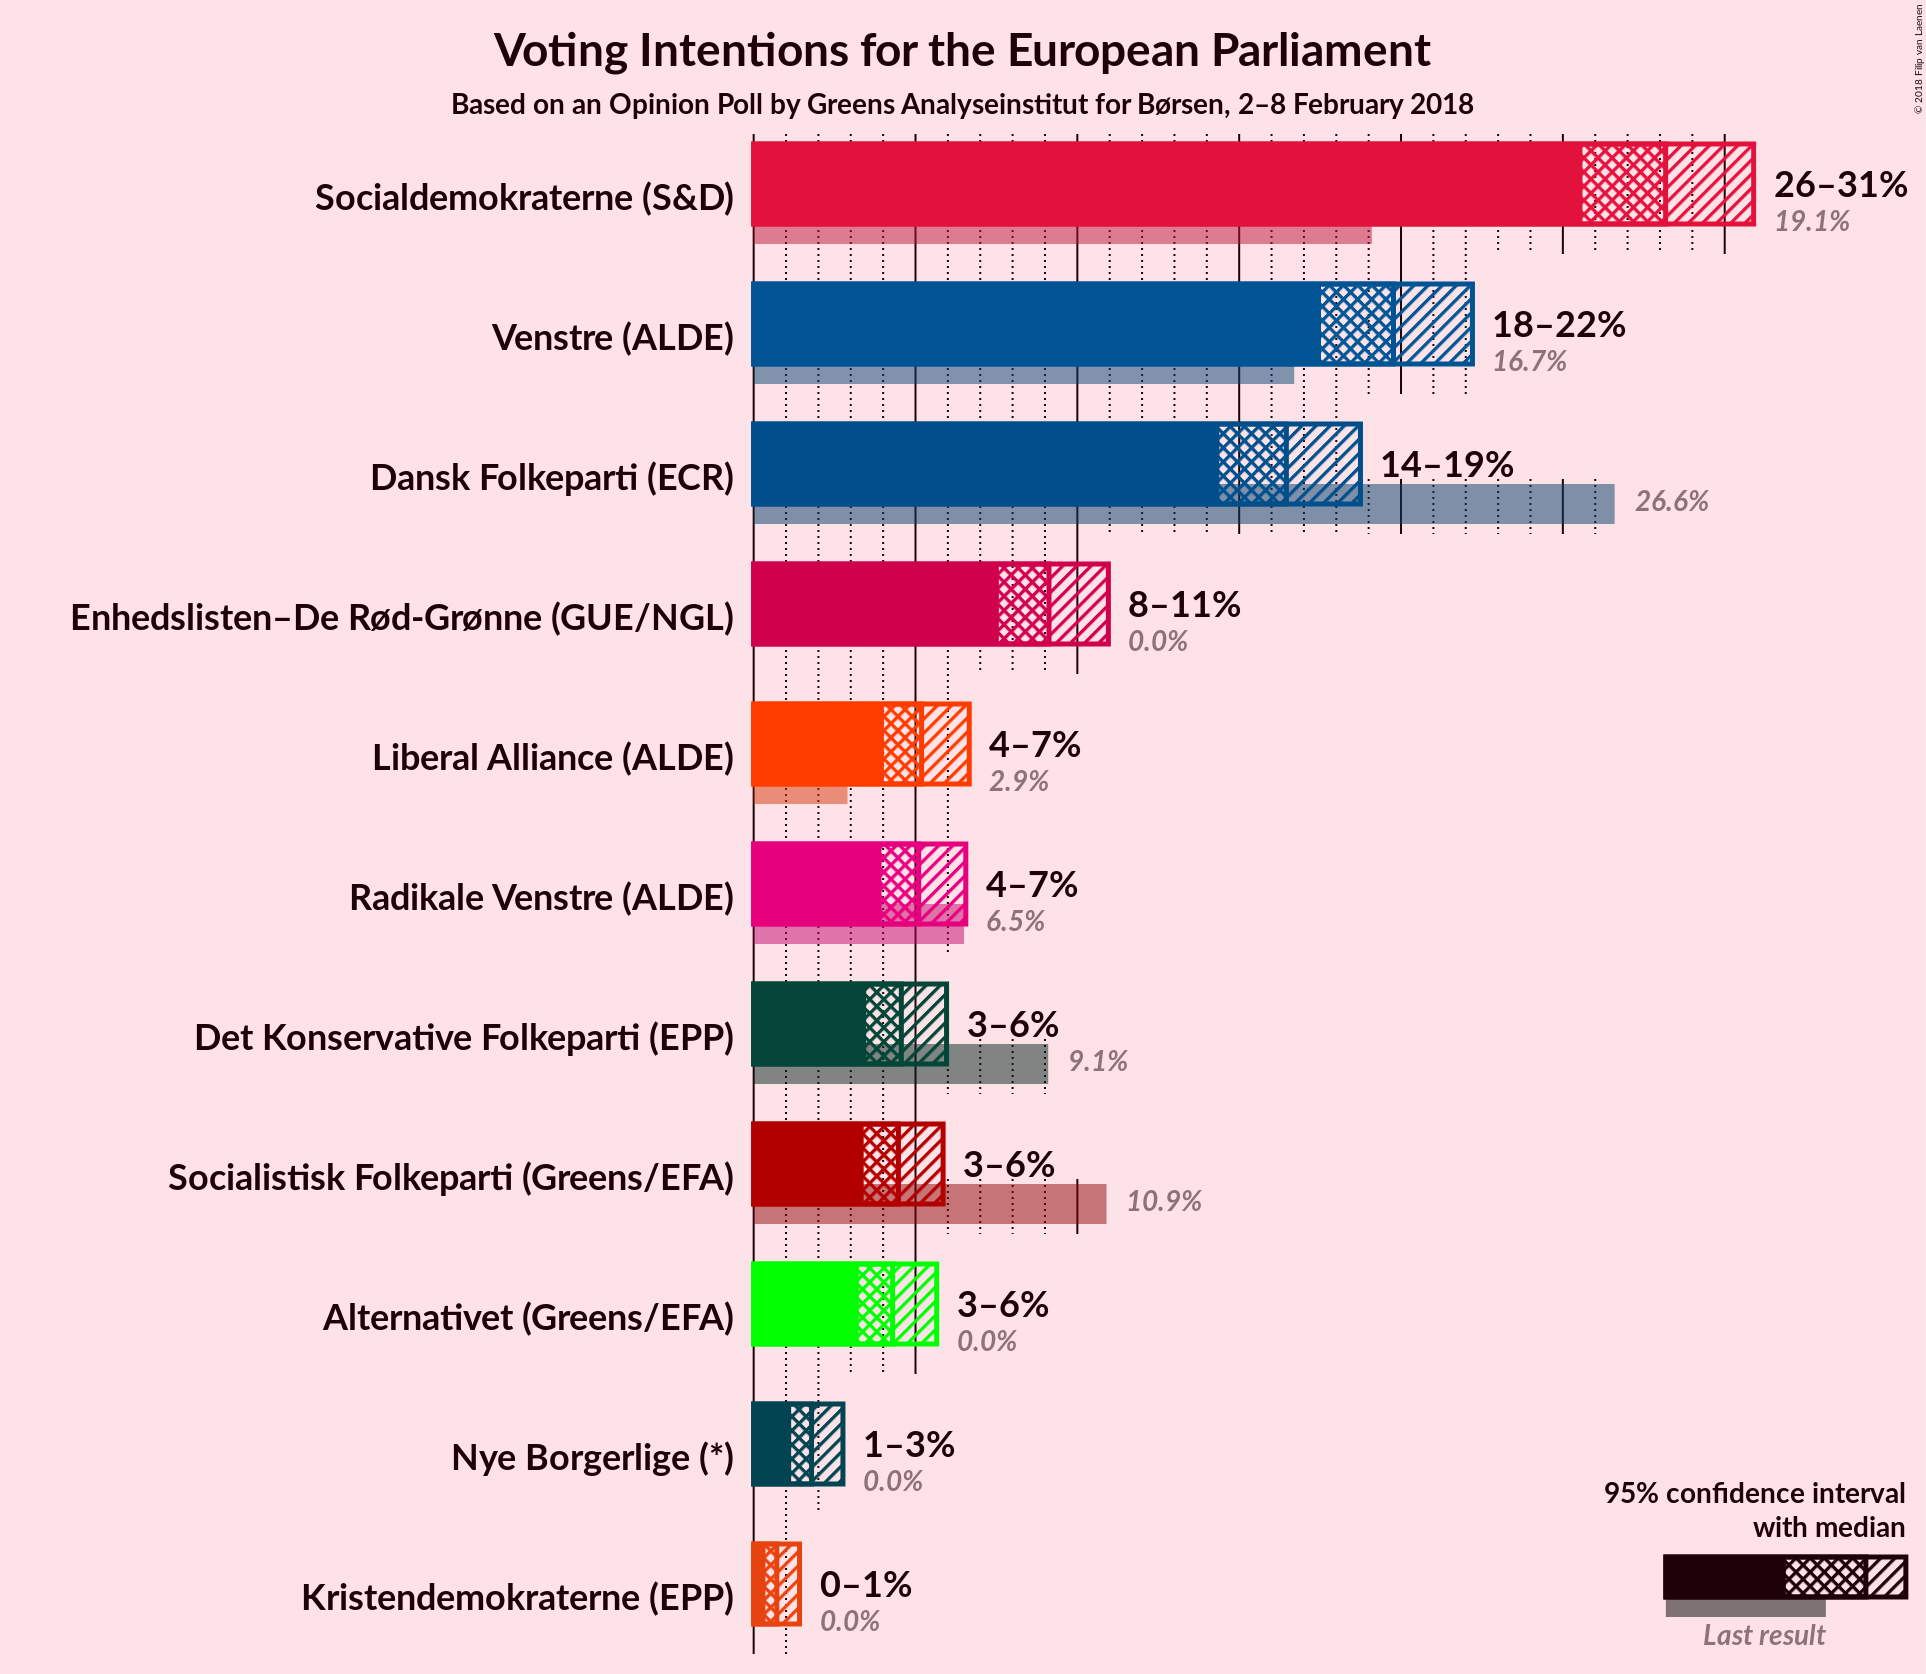 Voting Intentions for the European Parliament
Based on an Opinion Poll by Greens Analyseinstitut for Børsen, 2–8 February 2018
© 2018 Filip van Laenen
Socialdemokraterne (S&D)
26–31%
19.1%
Venstre (ALDE)
18–22%
16.7%
Dansk Folkeparti (ECR)
14–19%
26.6%
Enhedslisten–De Rød-Grønne (GUE/NGL)
8–11%
0.0%
Liberal Alliance (ALDE)
4–7%
2.9%
Radikale Venstre (ALDE)
4–7%
6.5%
Det Konservative Folkeparti (EPP)
3–6%
9.1%
Socialistisk Folkeparti (Greens/EFA)
3–6%
10.9%
Alternativet (Greens/EFA)
3–6%
0.0%
Nye Borgerlige (*)
1–3%
0.0%
Kristendemokraterne (EPP)
0–1%
0.0%
95% confidence interval
with median
Last result